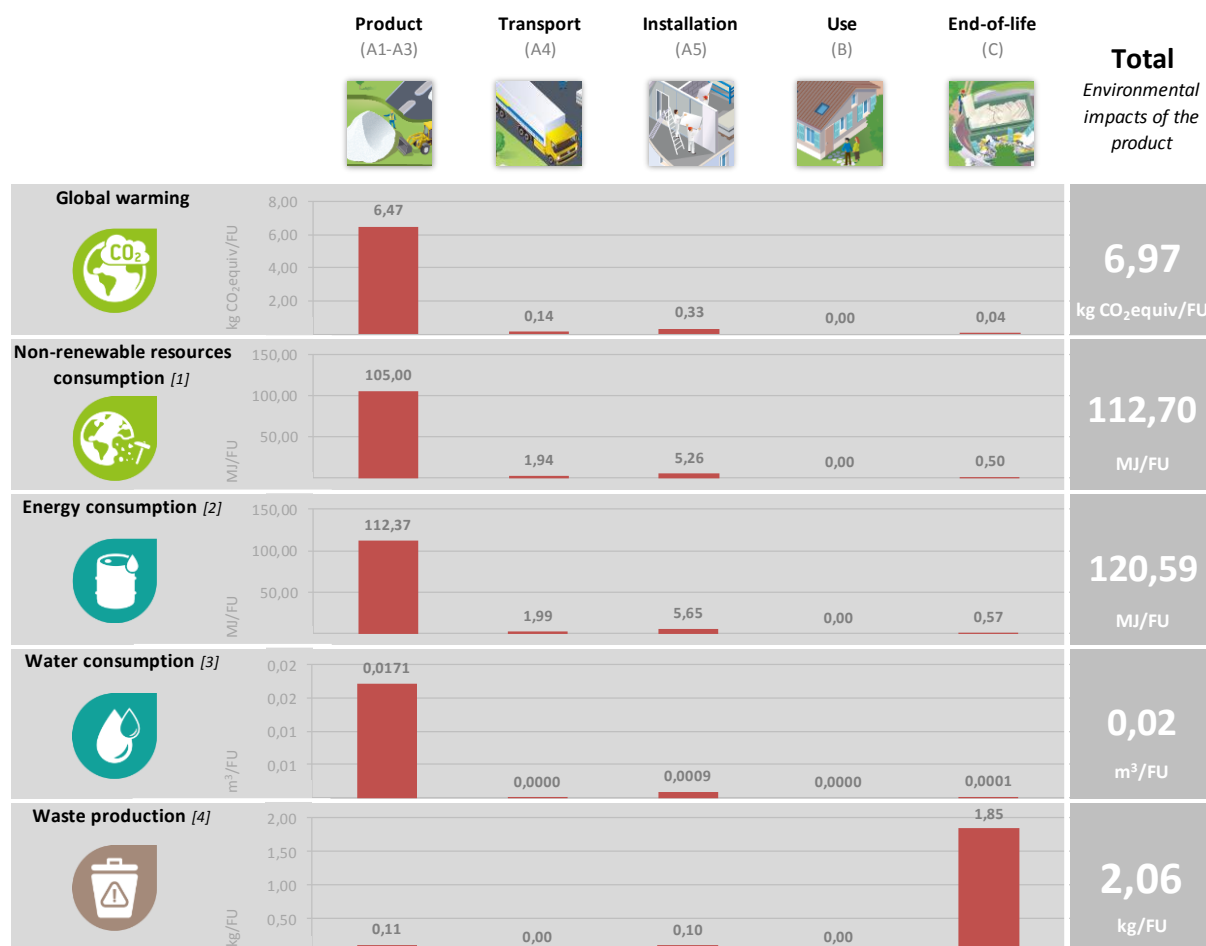 Product
(A1-A3)
Transport
(A4)
Installation
(A5)
Use
(B)
End-of-life
(C)
Total
Environmental
impacts of the
product
Global warming
CO2
kg CO2equiv/FU
8,00
6,00
4,00
2,00
6,47
0,14
0,33
0,00
0,04
6,97
kg CO2equiv/FU
Non-renewable resources
consumption [1]
MJ/FU
150,00
100,00
50,00
105,00
1,94
5,26
0,00
0,50
112,70
MJ/FU
Energy consumption [2]
MJ/FU
150,00
100,00
50,00
112,37
1,99
5,65
0,00
0,57
120,59
MJ/FU
Water consumption [3]
m3/FU
0,02
0,02
0,01
0,01
0,0171
0,0000
0,0009
0,0000
0,0001
0,02
m3/FU
Waste production [4]
kg/FU
2,00
1,50
1,00
0,50
0,11
0,00
0,10
0,00
1,85
2,06
kg/FU